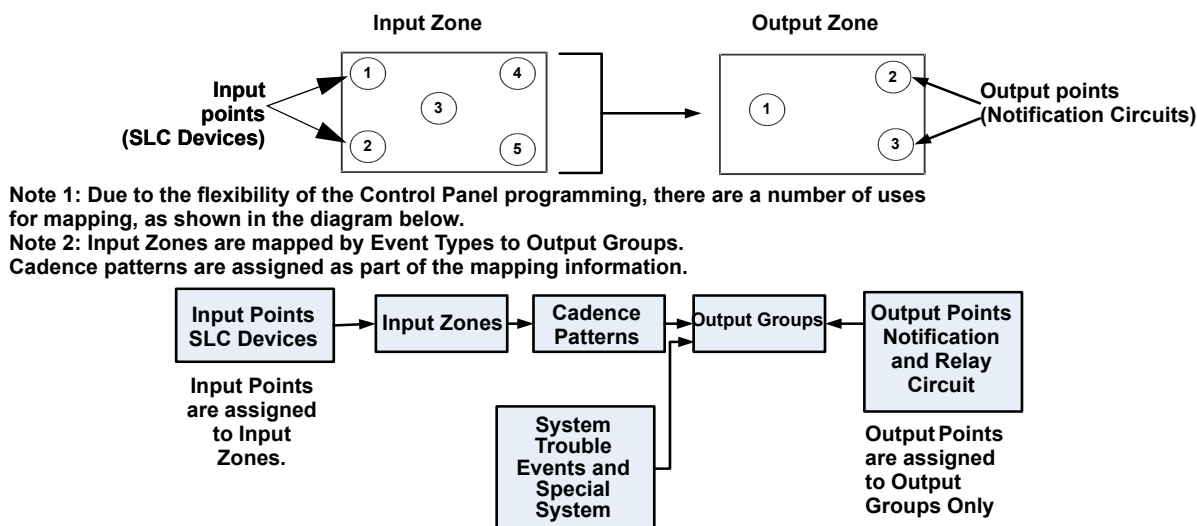 Input Zone
Output Zone
1
4
3
2
5
Input
points
(SLC Devices)
2
1
3
Output points
(Notification Circuits)
Note 1: Due to the flexibility of the Control Panel programming, there are a number of uses
for mapping, as shown in the diagram below.
Note 2: Input Zones are mapped by Event Types to Output Groups.
Cadence patterns are assigned as part of the mapping information.
Input Points
SLC Devices
Input Zones
Cadence
Patterns
Output Groups
Output Points
Notification
and Relay
Circuit
Input Points
are assigned
to Input
Zones.
System
Trouble
Events and
Special
System
Output Points
are assigned
to Output
Groups Only